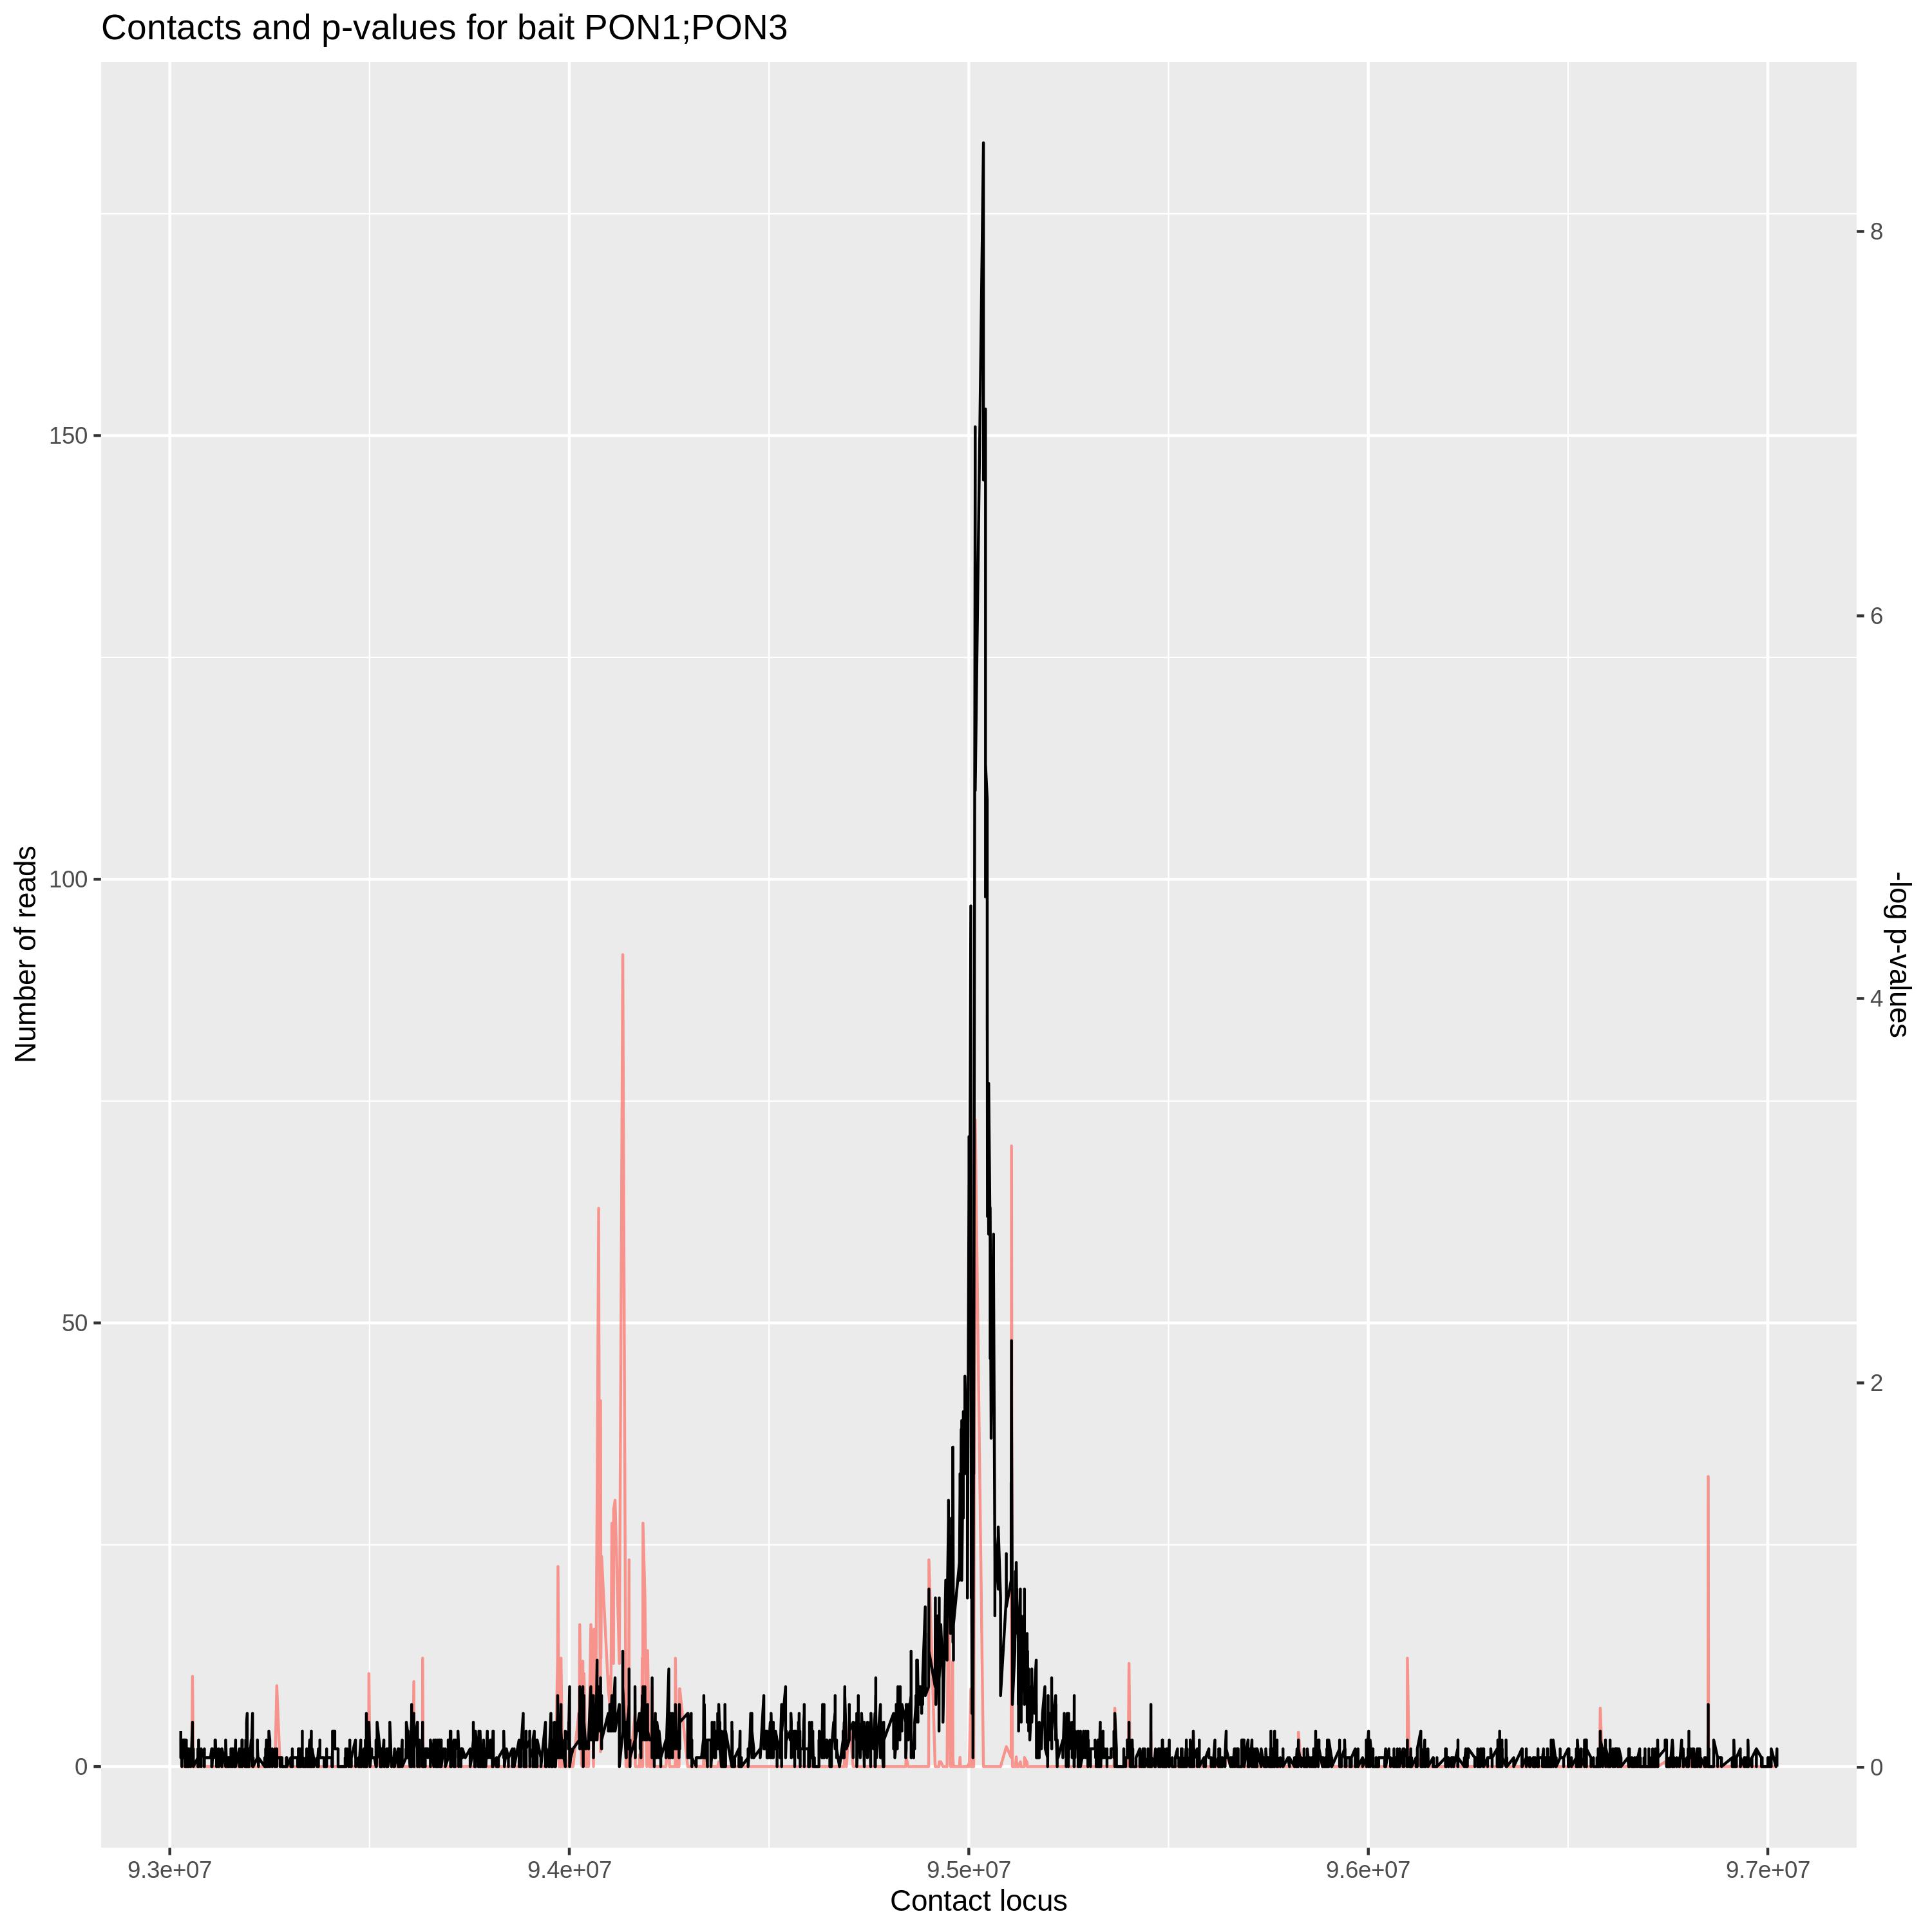 Contacts and p-values for bait PON1;PON3
150
100
50
0
Number of reads
8
6
4
2
0
-log p-values
9.3e+07
9.4e+07
9.5e+07
9.6e+07
9.7e+07
Contact locus